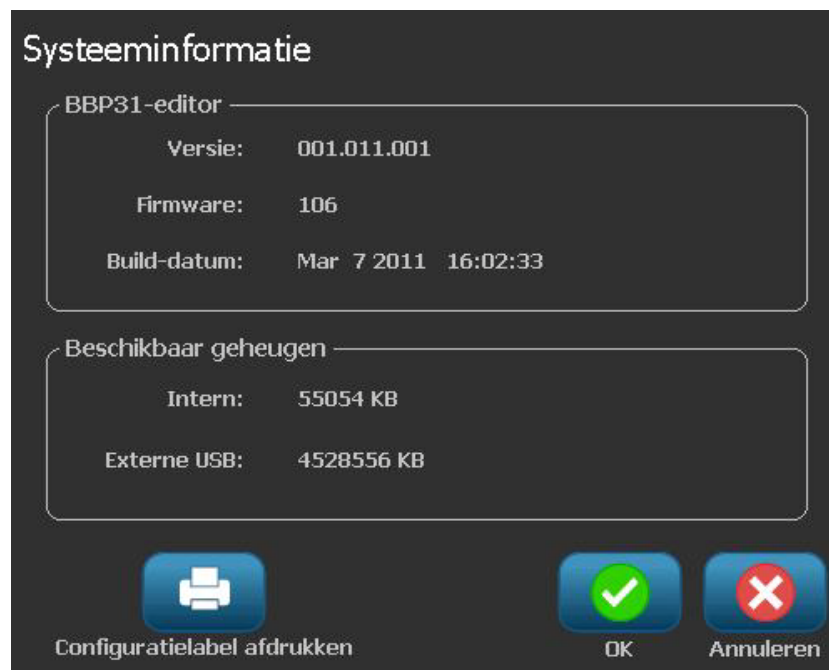 Systeeminformatie
BBP31-editor
Versie: 001.011.001
Firmware: 106
Build-datum: Mar 7 2011 16:02:33
Beschikbaar geheugen
Intern: 55054 KB
Externe USB: 4528556 KB
Configuratielabel afdrukken OK Annuleren